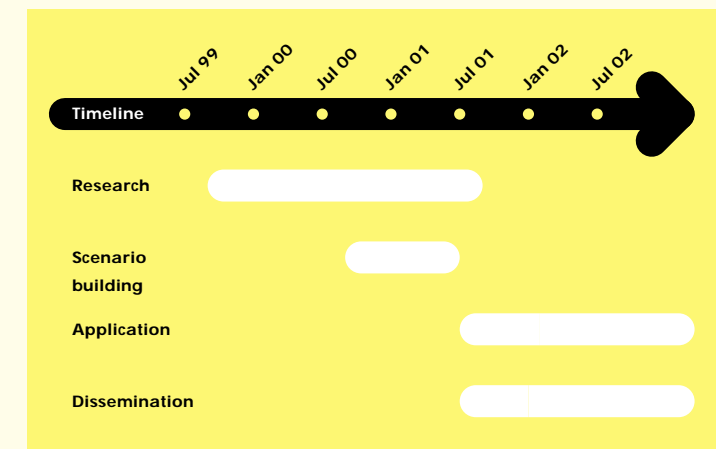 Jul 99
Jan 00
Jul 00
Jan 01
Jul 01
Jan 02
Jul 02
Timeline
Research
Scenario
building
Application
Dissemination